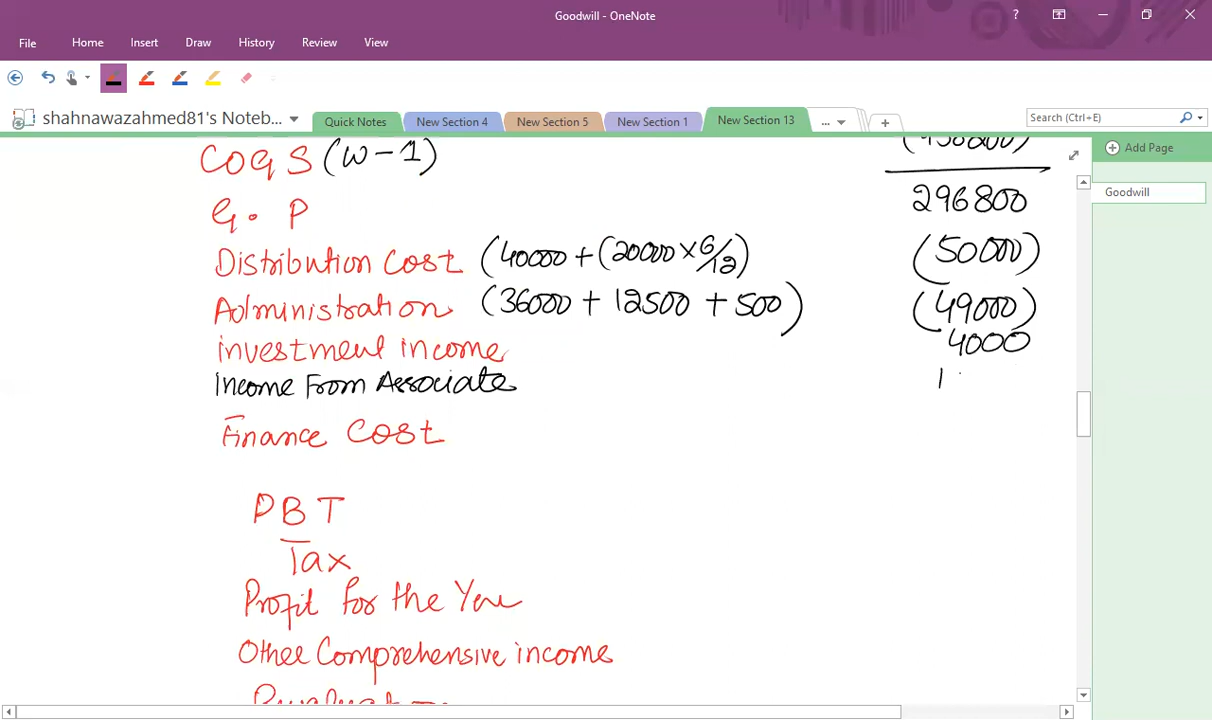 Goodwill - OneNote
?
File Home Insert Draw History Review View
shahnawazahmed81's Noteb... Quick Notes New Section 4 New Section 5 New Section 1 New Section 13 ... Search (Ctrl+E)
Add Page
Goodwill
COGS (W-1)
296800
G. P
Distribution Cost (40000 + (20000 × 6/12) (50000)
Administration (36000 + 12500 + 500) (49000)
investment income 4000
Income From Associate 1
Finance Cost
PBT
Tax
Profit for the Year
Other Comprehensive income